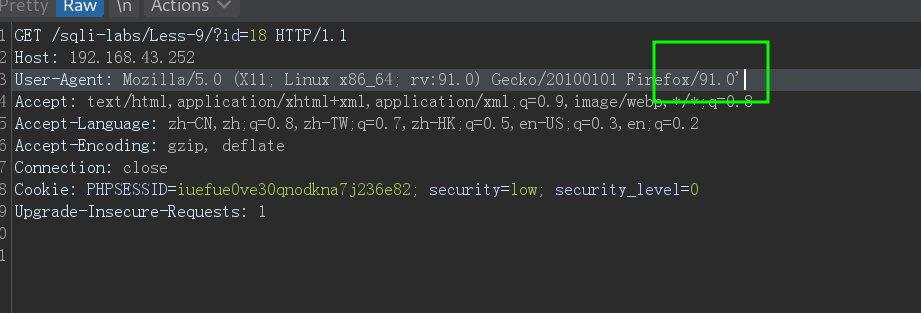 Pretty Raw \n Actions
1 GET /sqli-labs/Less-9/?id=18 HTTP/1.1
2 Host: 192.168.43.252
3 User-Agent: Mozilla/5.0 (X11; Linux x86_64; rv:91.0) Gecko/20100101 Firefox/91.0'
4 Accept: text/html,application/xhtml+xml,application/xml;q=0.9,image/webp,*/*;q=0.8
5 Accept-Language: zh-CN,zh;q=0.8,zh-TW;q=0.7,zh-HK;q=0.5,en-US;q=0.3,en;q=0.2
6 Accept-Encoding: gzip, deflate
7 Connection: close
8 Cookie: PHPSESSID=iuefue0ve30qnodkna7j236e82; security=low; security_level=0
9 Upgrade-Insecure-Requests: 1
0
1